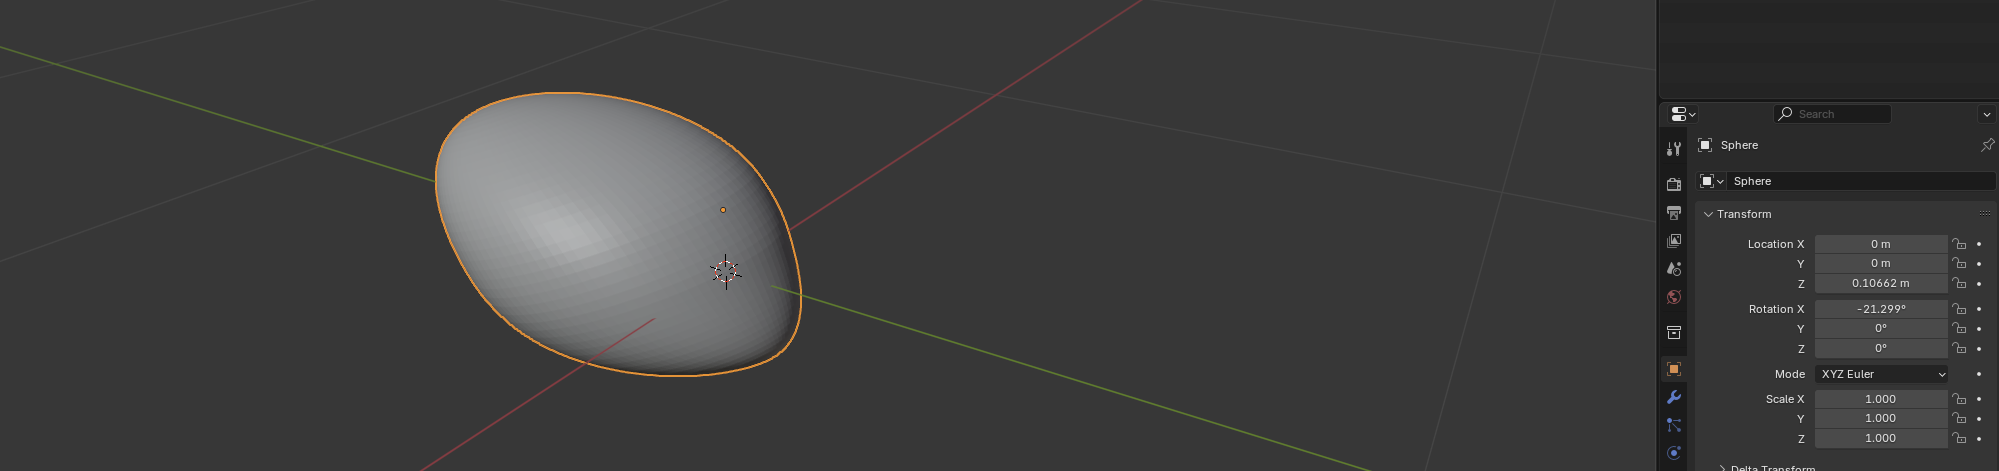 Search
Sphere
Sphere
Transform
Location X 0 m
Y 0 m
Z 0.10662 m
Rotation X -21.299°
Y 0°
Z 0°
Mode XYZ Euler
Scale X 1.000
Y 1.000
Z 1.000
Delta Transform